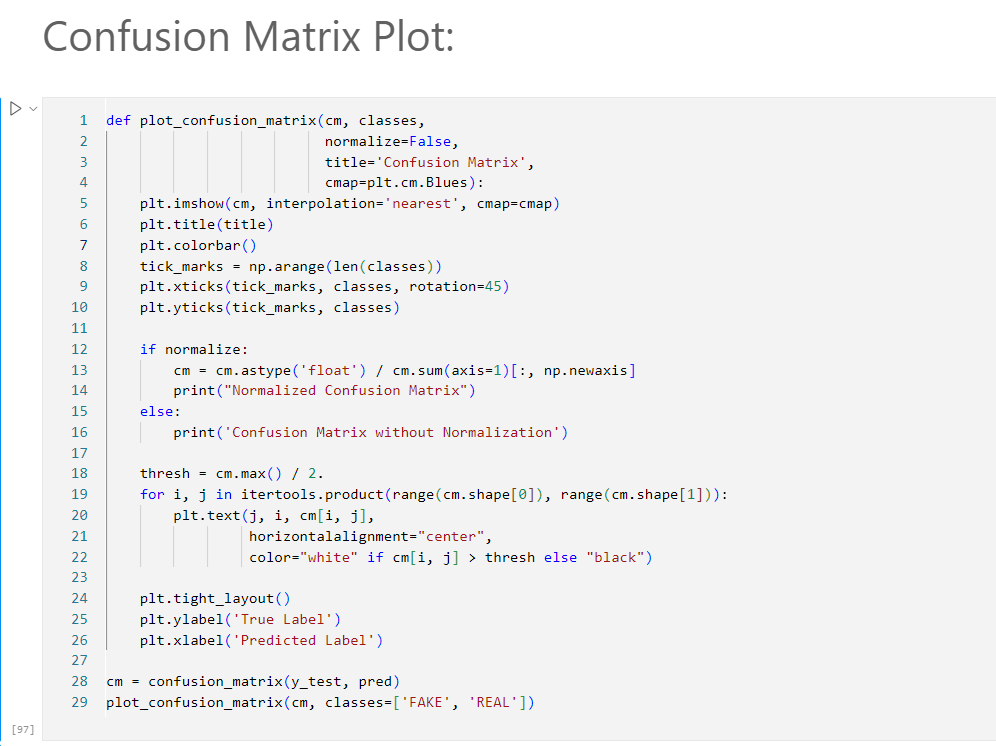 Confusion Matrix Plot:
1 def plot_confusion_matrix(cm, classes,
2                           normalize=False,
3                           title='Confusion Matrix',
4                           cmap=plt.cm.Blues):
5     plt.imshow(cm, interpolation='nearest', cmap=cmap)
6     plt.title(title)
7     plt.colorbar()
8     tick_marks = np.arange(len(classes))
9     plt.xticks(tick_marks, classes, rotation=45)
10     plt.yticks(tick_marks, classes)
11
12     if normalize:
13         cm = cm.astype('float') / cm.sum(axis=1)[:, np.newaxis]
14         print("Normalized Confusion Matrix")
15     else:
16         print('Confusion Matrix without Normalization')
17
18     thresh = cm.max() / 2.
19     for i, j in itertools.product(range(cm.shape[0]), range(cm.shape[1])):
20         plt.text(j, i, cm[i, j],
21                  horizontalalignment="center",
22                  color="white" if cm[i, j] > thresh else "black")
23
24     plt.tight_layout()
25     plt.ylabel('True Label')
26     plt.xlabel('Predicted Label')
27
28 cm = confusion_matrix(y_test, pred)
29 plot_confusion_matrix(cm, classes=['FAKE', 'REAL'])
[97]